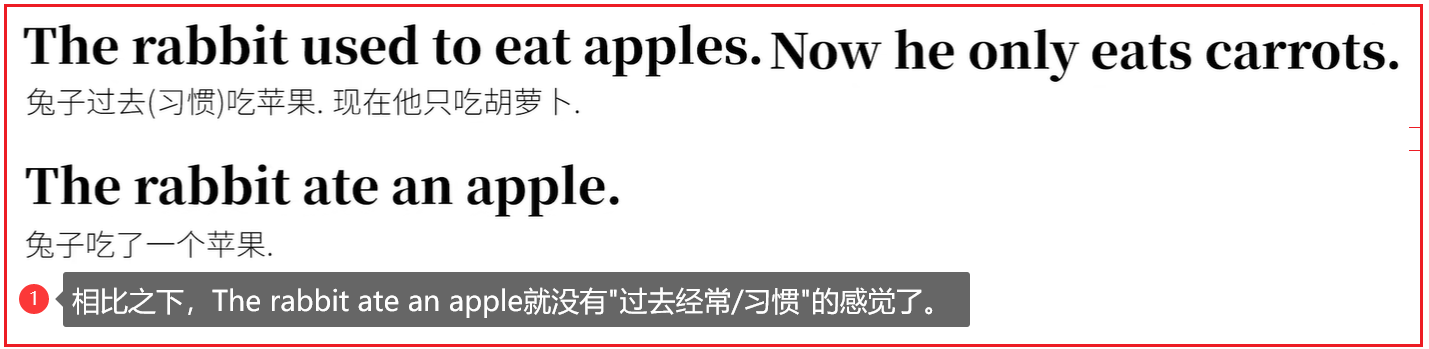 The rabbit used to eat apples. Now he only eats carrots.
兔子过去(习惯)吃苹果. 现在他只吃胡萝卜.
The rabbit ate an apple.
兔子吃了一个苹果.
1 相比之下，The rabbit ate an apple就没有"过去经常/习惯"的感觉了。